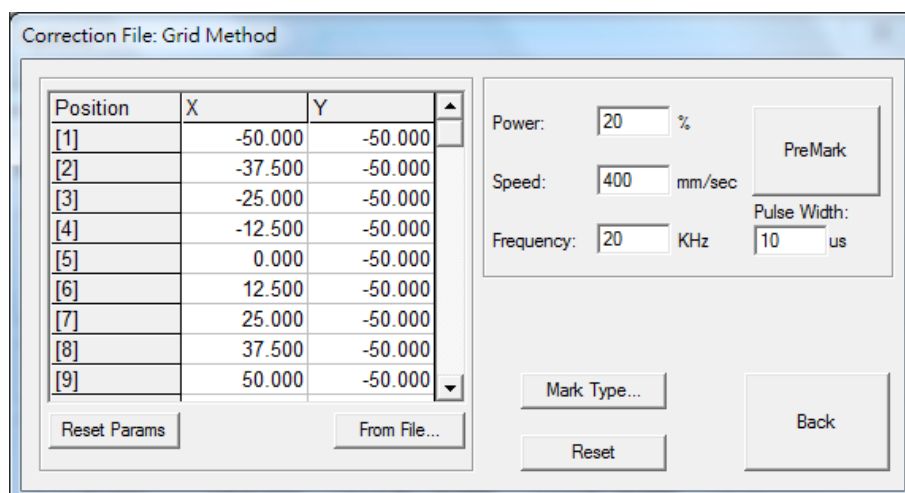 Correction File: Grid Method
Position X Y
[1] -50.000 -50.000
[2] -37.500 -50.000
[3] -25.000 -50.000
[4] -12.500 -50.000
[5] 0.000 -50.000
[6] 12.500 -50.000
[7] 25.000 -50.000
[8] 37.500 -50.000
[9] 50.000 -50.000
Reset Params From File...
Power: 20 %
Speed: 400 mm/sec
Frequency: 20 KHz
PreMark
Pulse Width:
10 us
Mark Type...
Reset
Back